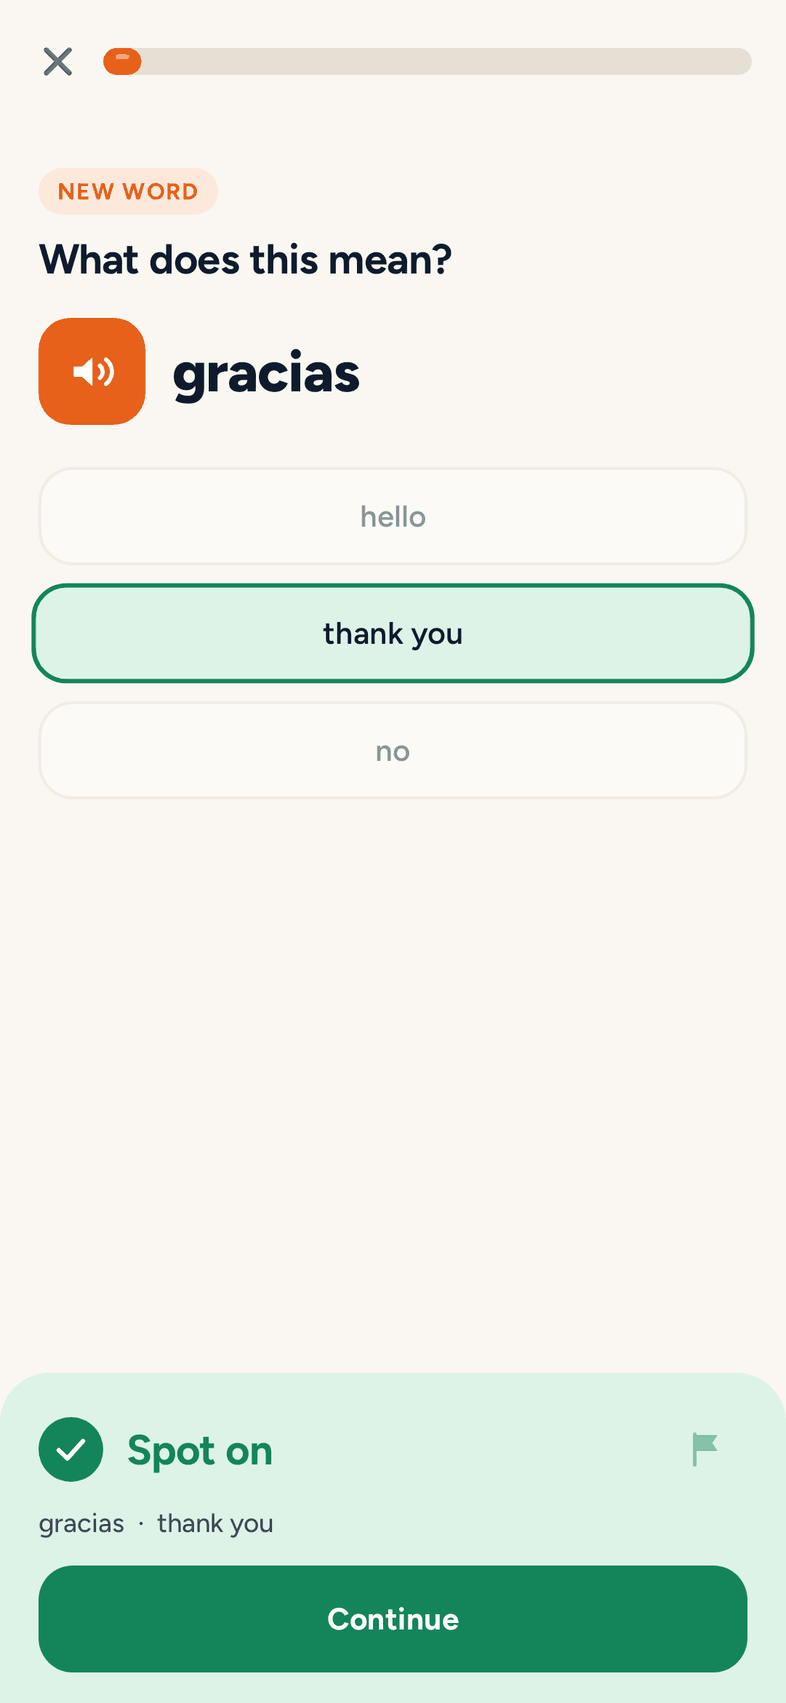 NEW WORD
What does this mean?
gracias
hello
thank you
no
Spot on
gracias · thank you
Continue